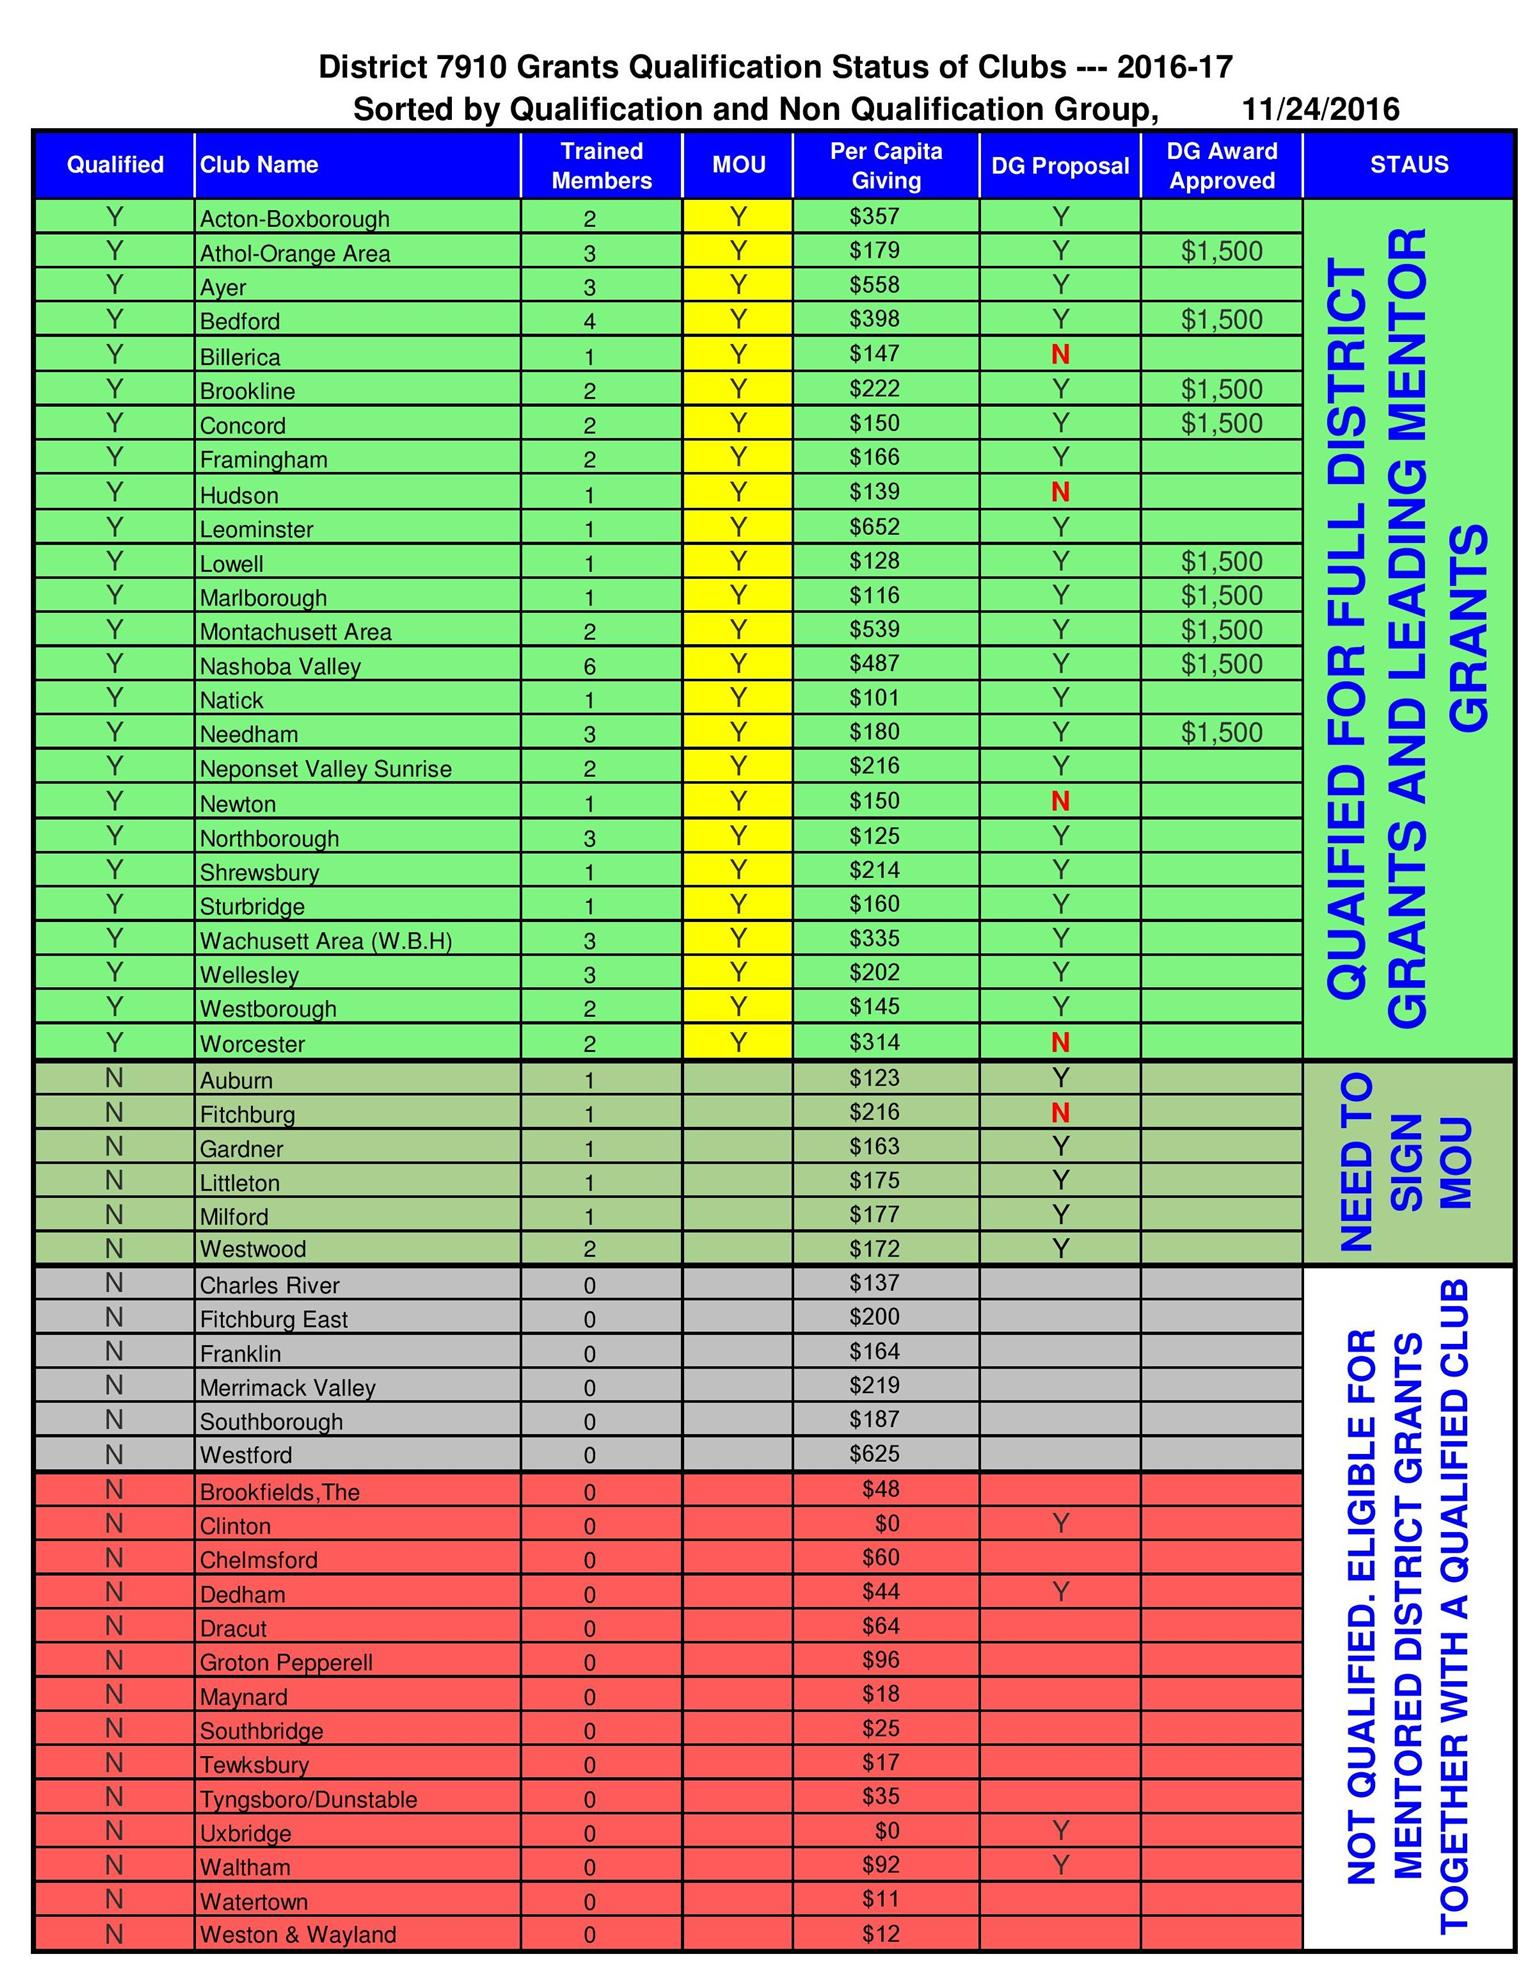 District 7910 Grants Qualification Status of Clubs --- 2016-17
Sorted by Qualification and Non Qualification Group, 11/24/2016
Qualified Club Name Trained Members MOU Per Capita Giving DG Proposal DG Award Approved STAUS
Y Acton-Boxborough 2 Y $357 Y
Y Athol-Orange Area 3 Y $179 Y $1,500
Y Ayer 3 Y $558 Y
Y Bedford 4 Y $398 Y $1,500
Y Billerica 1 Y $147 N
Y Brookline 2 Y $222 Y $1,500
Y Concord 2 Y $150 Y $1,500
Y Framingham 2 Y $166 Y
Y Hudson 1 Y $139 N
Y Leominster 1 Y $652 Y
Y Lowell 1 Y $128 Y $1,500
Y Marlborough 1 Y $116 Y $1,500
Y Montachusett Area 2 Y $539 Y $1,500
Y Nashoba Valley 6 Y $487 Y $1,500
Y Natick 1 Y $101 Y
Y Needham 3 Y $180 Y $1,500
Y Neponset Valley Sunrise 2 Y $216 Y
Y Newton 1 Y $150 N
Y Northborough 3 Y $125 Y
Y Shrewsbury 1 Y $214 Y
Y Sturbridge 1 Y $160 Y
Y Wachusett Area (W.B.H) 3 Y $335 Y
Y Wellesley 3 Y $202 Y
Y Westborough 2 Y $145 Y
Y Worcester 2 Y $314 N
QUAIFIED FOR FULL DISTRICT
GRANTS AND LEADING MENTOR
GRANTS
N Auburn 1 $123 Y
N Fitchburg 1 $216 N
N Gardner 1 $163 Y
N Littleton 1 $175 Y
N Milford 1 $177 Y
N Westwood 2 $172 Y
NEED TO
SIGN
MOU
N Charles River 0 $137
N Fitchburg East 0 $200
N Franklin 0 $164
N Merrimack Valley 0 $219
N Southborough 0 $187
N Westford 0 $625
N Brookfields,The 0 $48
N Clinton 0 $0 Y
N Chelmsford 0 $60
N Dedham 0 $44 Y
N Dracut 0 $64
N Groton Pepperell 0 $96
N Maynard 0 $18
N Southbridge 0 $25
N Tewksbury 0 $17
N Tyngsboro/Dunstable 0 $35
N Uxbridge 0 $0 Y
N Waltham 0 $92 Y
N Watertown 0 $11
N Weston & Wayland 0 $12
NOT QUALIFIED. ELIGIBLE FOR
MENTORED DISTRICT GRANTS
TOGETHER WITH A QUALIFIED CLUB